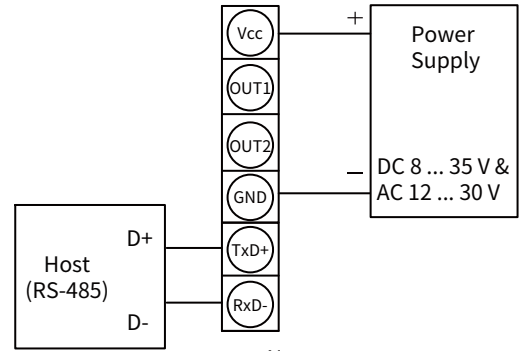 Vcc
+
Power
Supply
OUT1
OUT2
–
DC 8 ... 35 V &
AC 12 ... 30 V
GND
Host
(RS-485)
D+
TxD+
D-
RxD-